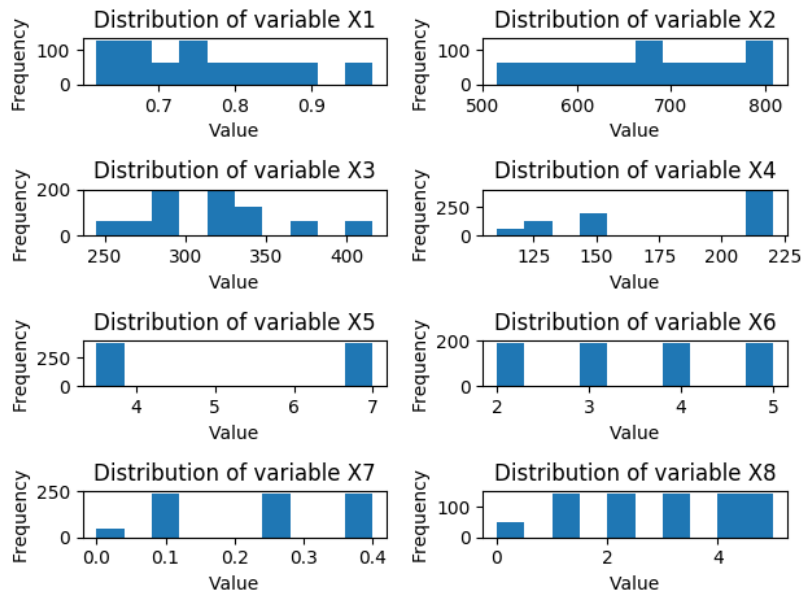 Distribution of variable X1
Frequency
100
0
0.7 0.8 0.9
Value
Distribution of variable X2
Frequency
100
0
500 600 700 800
Value
Distribution of variable X3
Frequency
200
0
250 300 350 400
Value
Distribution of variable X4
Frequency
250
0
125 150 175 200 225
Value
Distribution of variable X5
Frequency
250
0
4 5 6 7
Value
Distribution of variable X6
Frequency
200
0
2 3 4 5
Value
Distribution of variable X7
Frequency
250
0
0.0 0.1 0.2 0.3 0.4
Value
Distribution of variable X8
Frequency
100
0
0 2 4
Value